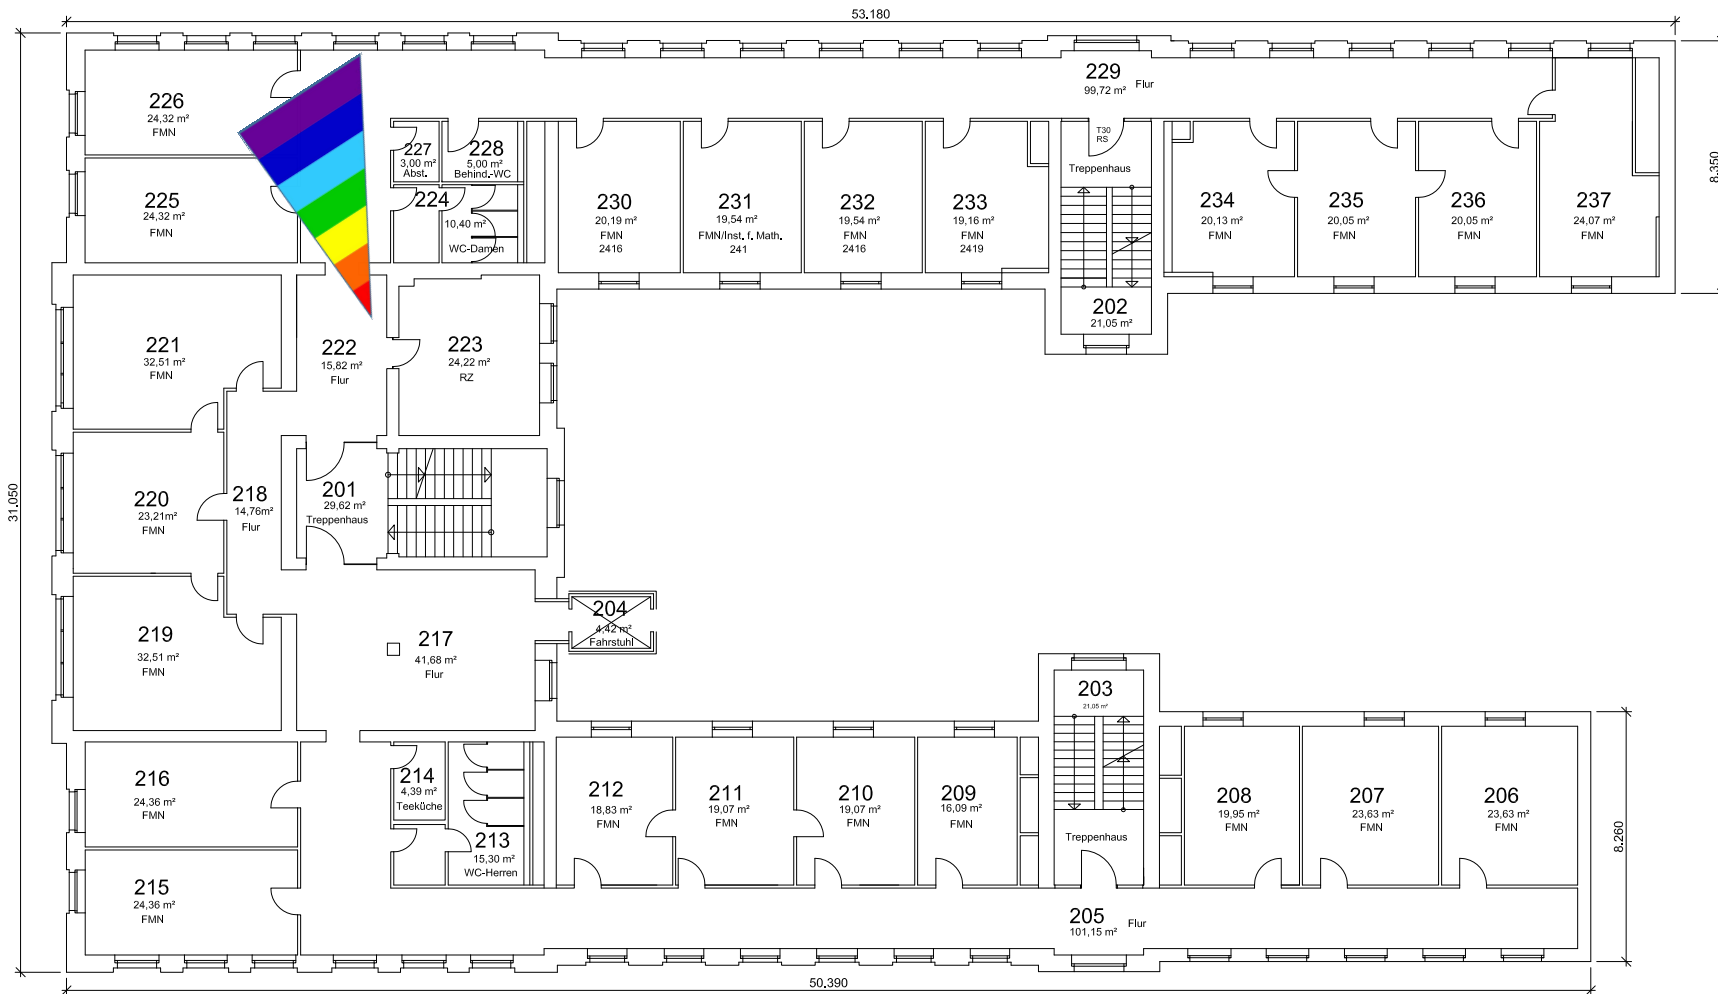 53.180
229
Flur
99,72 m²
226
24,32 m²
FMN
227
3,00 m²
Abst.
228
5,00 m²
Behind.-WC
T30
RS
Treppenhaus
8.350
225
24,32 m²
FMN
224
10,40 m²
WC-Damen
230
20,19 m²
FMN
2416
231
19,54 m²
FMN/Inst. f. Math.
241
232
19,54 m²
FMN
2416
233
19,16 m²
FMN
2419
234
20,13 m²
FMN
235
20,05 m²
FMN
236
20,05 m²
FMN
237
24,07 m²
FMN
202
21,05 m²
221
32,51 m²
FMN
222
15,82 m²
Flur
223
24,22 m²
RZ
31.050
220
23,21m²
FMN
218
14,76m²
Flur
201
29,62 m²
Treppenhaus
204
4,42 m²
Fahrstuhl
219
32,51 m²
FMN
217
41,68 m²
Flur
203
21,05 m²
216
24,36 m²
FMN
214
4,39 m²
Teeküche
213
15,30 m²
WC-Herren
212
18,83 m²
FMN
211
19,07 m²
FMN
210
19,07 m²
FMN
209
16,09 m²
FMN
Treppenhaus
208
19,95 m²
FMN
207
23,63 m²
FMN
206
23,63 m²
FMN
8.260
215
24,36 m²
FMN
205
Flur
101,15 m²
50.390